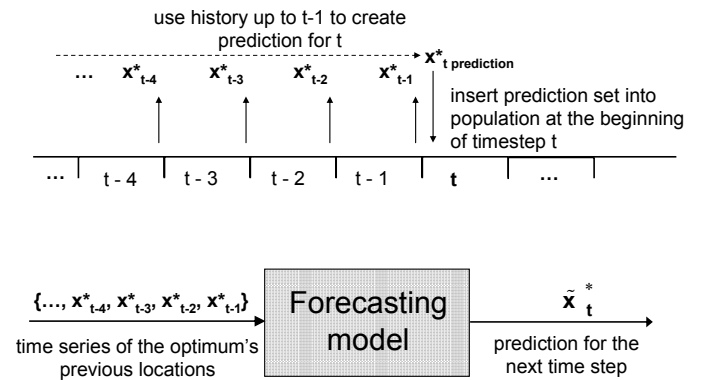 use history up to t-1 to create
prediction for t
... x*t-4 x*t-3 x*t-2 x*t-1 x*t prediction
insert prediction set into
population at the beginning
of timestep t
... t - 4 t - 3 t - 2 t - 1 t ...
{..., x*t-4, x*t-3, x*t-2, x*t-1}
time series of the optimum's
previous locations
Forecasting
model
x̃*t
prediction for the
next time step